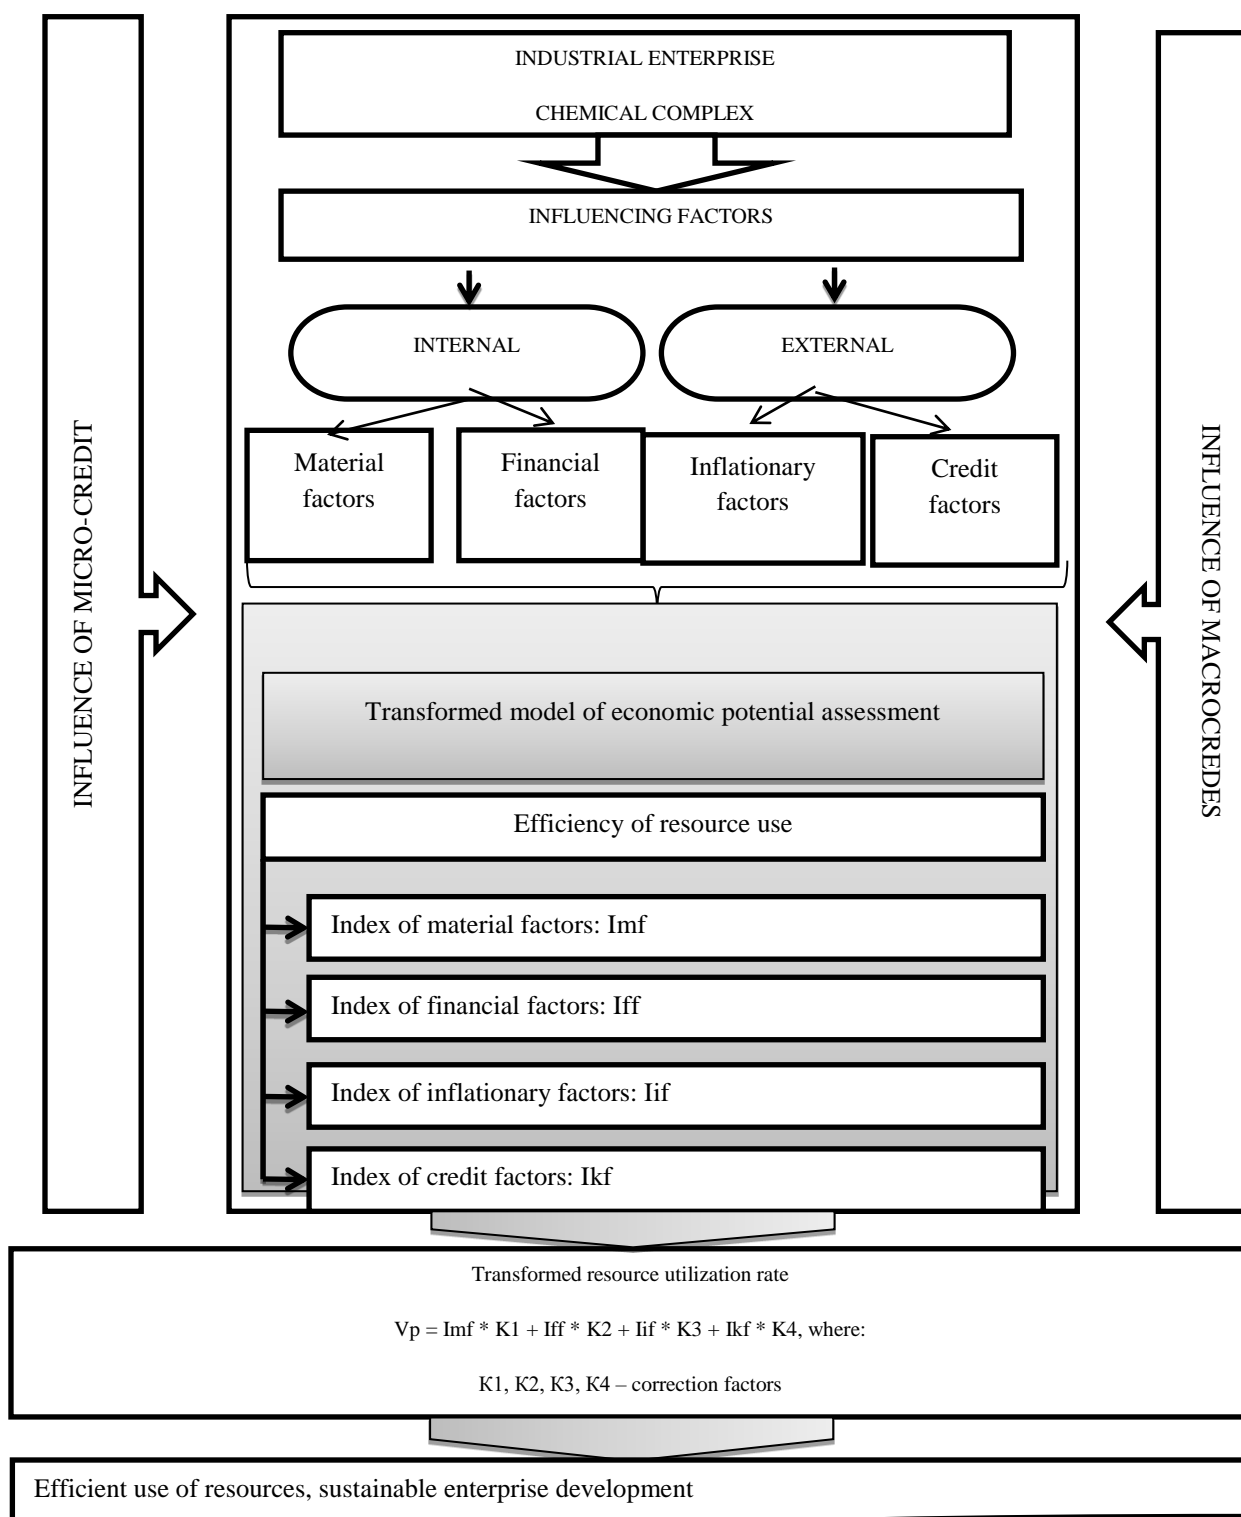 INFLUENCE OF MICRO-CREDIT
INDUSTRIAL ENTERPRISE
CHEMICAL COMPLEX
INFLUENCING FACTORS
INTERNAL
EXTERNAL
Material
factors
Financial
factors
Inflationary
factors
Credit
factors
INFLUENCE OF MACROCREDES
Transformed model of economic potential assessment
Efficiency of resource use
Index of material factors: Imf
Index of financial factors: Iff
Index of inflationary factors: Iif
Index of credit factors: Ikf
Transformed resource utilization rate
Vp = Imf * K1 + Iff * K2 + Iif * K3 + Ikf * K4, where:
K1, K2, K3, K4 – correction factors
Efficient use of resources, sustainable enterprise development